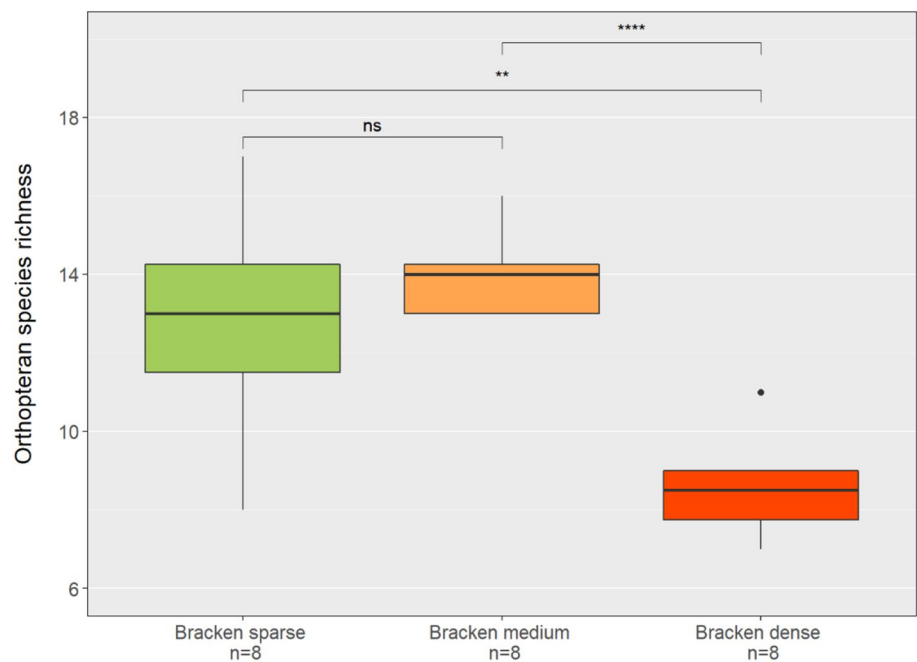 ****
**
ns
Orthopteran species richness
18
14
10
6
Bracken sparse
n=8
Bracken medium
n=8
Bracken dense
n=8